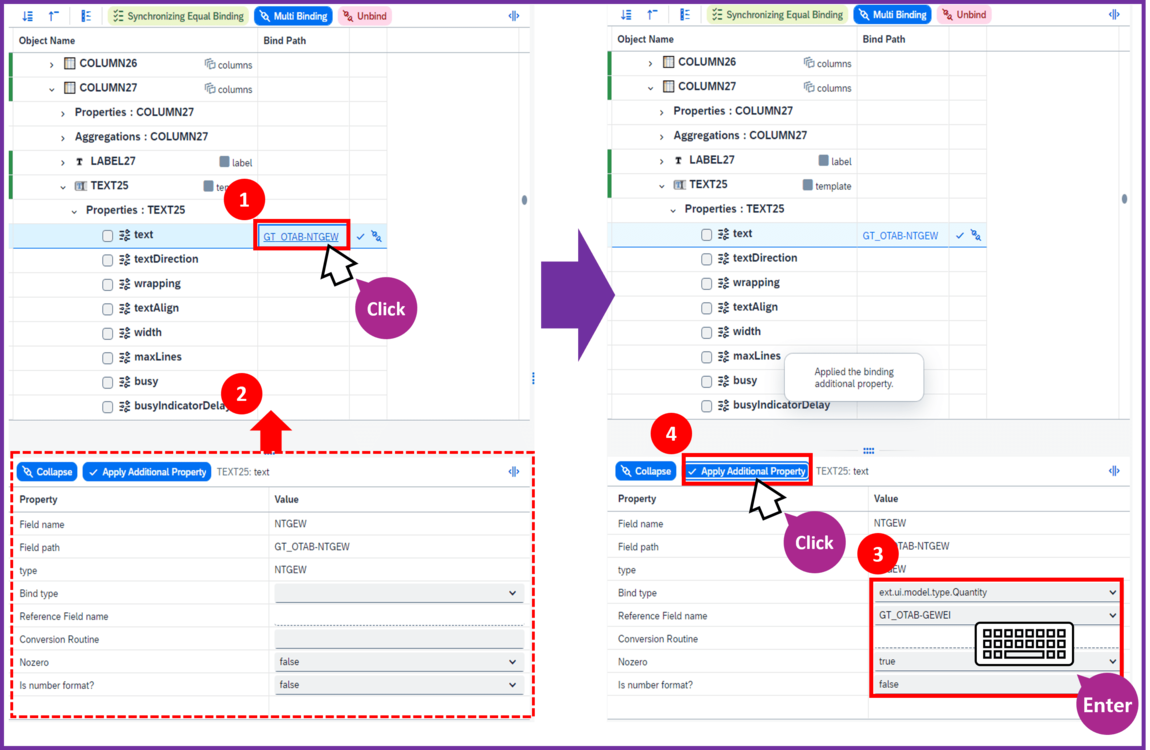 Synchronizing Equal Binding Multi Binding Unbind
Object Name Bind Path
COLUMN26 columns
COLUMN27 columns
Properties : COLUMN27
Aggregations : COLUMN27
LABEL27 label
TEXT25
1
Properties : TEXT25
text GT_OTAB-NTGEW
textDirection
wrapping
textAlign
Click
width
maxLines
busy
2
Collapse Apply Additional Property TEXT25: text
Property Value
Field name NTGEW
Field path GT_OTAB-NTGEW
type NTGEW
Bind type
Reference Field name
Conversion Routine
Nozero false
Is number format? false
Synchronizing Equal Binding Multi Binding Unbind
Object Name Bind Path
COLUMN26 columns
COLUMN27 columns
Properties : COLUMN27
Aggregations : COLUMN27
LABEL27 label
TEXT25 template
Properties : TEXT25
text GT_OTAB-NTGEW
textDirection
wrapping
textAlign
width
maxLines
busy
busyIndicatorDelay
Applied the binding
additional property.
4
Collapse Apply Additional Property TEXT25: text
Click
Property Value
Field name NTGEW
Field path
3
type
Bind type ext.ui.model.type.Quantity
Reference Field name GT_OTAB-GEWEI
Conversion Routine
Nozero true
Is number format? false
Enter